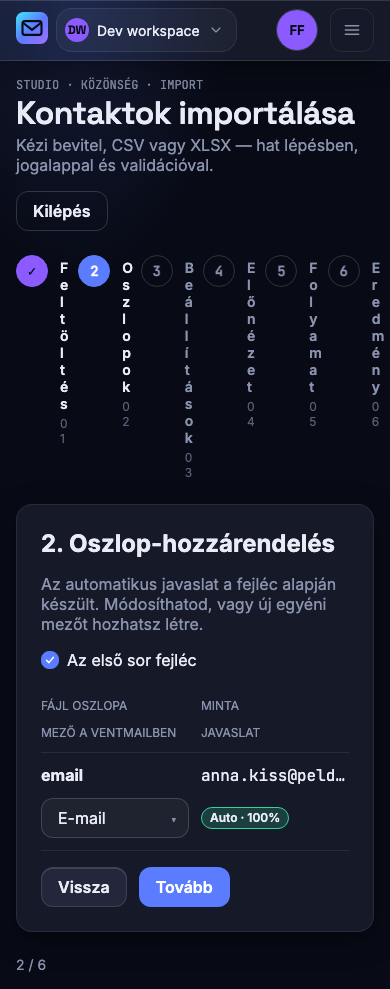 DW Dev workspace
FF
STUDIO · KÖZÖNSÉG · IMPORT
Kontaktok importálása
Kézi bevitel, CSV vagy XLSX — hat lépésben,
jogalappal és validációval.
Kilépés
✓ Feltöltés 01
2 Oszlopok 02
3 Beállítások 03
4 Előnézet 04
5 Folyamat 05
6 Eredmény 06
2. Oszlop-hozzárendelés
Az automatikus javaslat a fejléc alapján
készült. Módosíthatod, vagy új egyéni
mezőt hozhatsz létre.
Az első sor fejléc
FÁJL OSZLOPA MINTA
MEZŐ A VENTMAILBEN JAVASLAT
email anna.kiss@peld…
E-mail Auto · 100%
Vissza Tovább
2 / 6